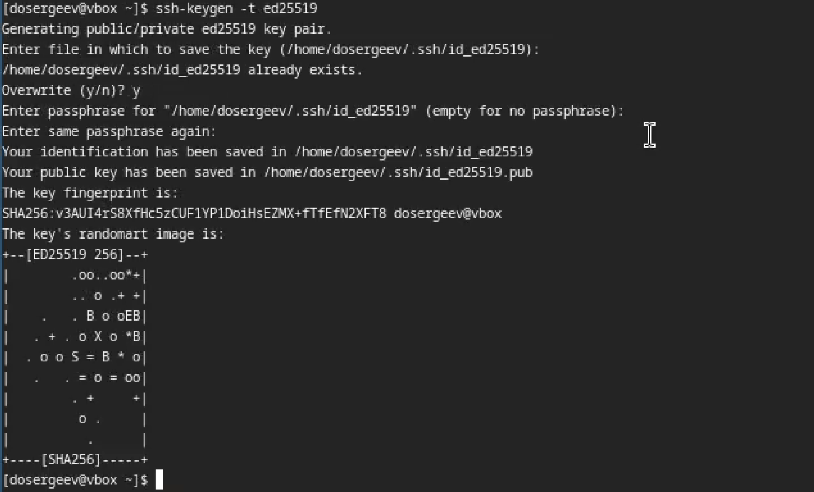 [dosergeev@vbox ~]$ ssh-keygen -t ed25519
Generating public/private ed25519 key pair.
Enter file in which to save the key (/home/dosergeev/.ssh/id_ed25519):
/home/dosergeev/.ssh/id_ed25519 already exists.
Overwrite (y/n)? y
Enter passphrase for "/home/dosergeev/.ssh/id_ed25519" (empty for no passphrase):
Enter same passphrase again:
Your identification has been saved in /home/dosergeev/.ssh/id_ed25519
Your public key has been saved in /home/dosergeev/.ssh/id_ed25519.pub
The key fingerprint is:
SHA256:v3AUI4rS8XfHc5zCUF1YP1DoiHsEZMX+fTfEfN2XFT8 dosergeev@vbox
The key's randomart image is:
+--[ED25519 256]--+
|        .oo..oo*+|
|        .. o .+ +|
|    .   . B o oEB|
|   . + . o X o *B|
|  . o o S = B * o|
|   .   . = o = oo|
|        . +     +|
|         o .     |
|          .      |
+----[SHA256]-----+
[dosergeev@vbox ~]$